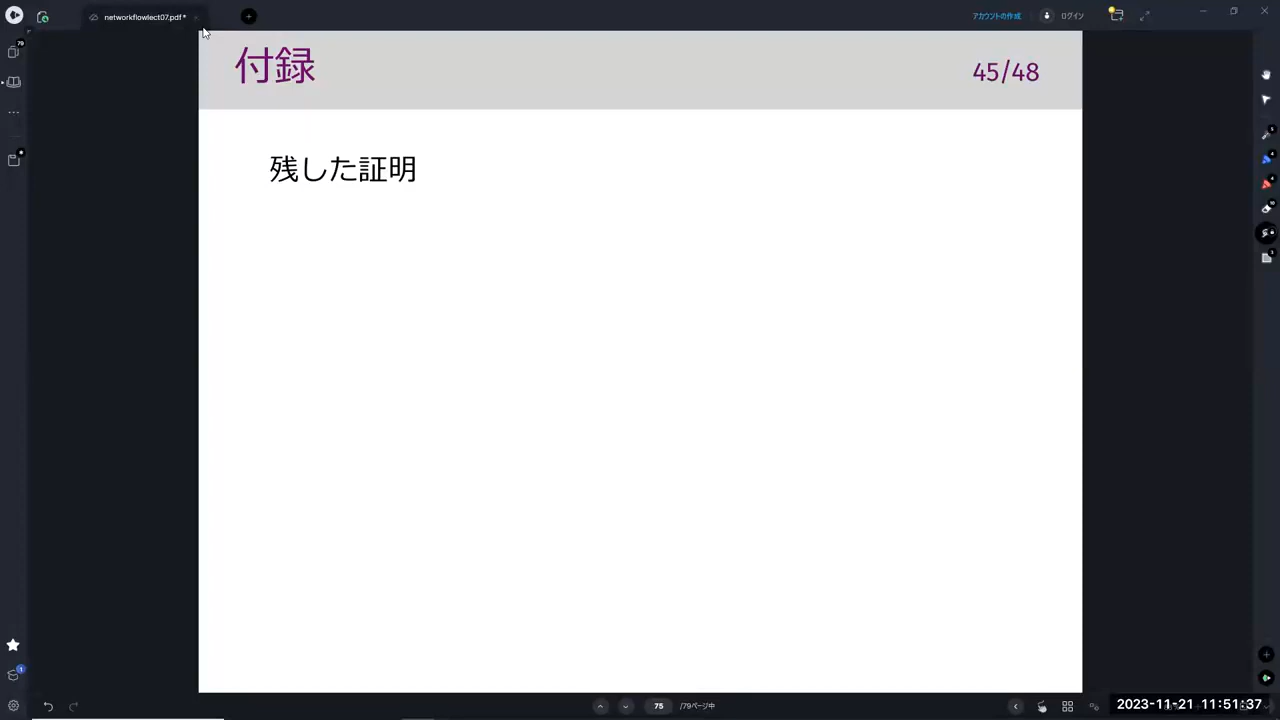 networkflowlect07.pdf *
アカウントの作成
ログイン
付録
45/48
残した証明
75
/79ページ中
2023-11-21 11:51:37